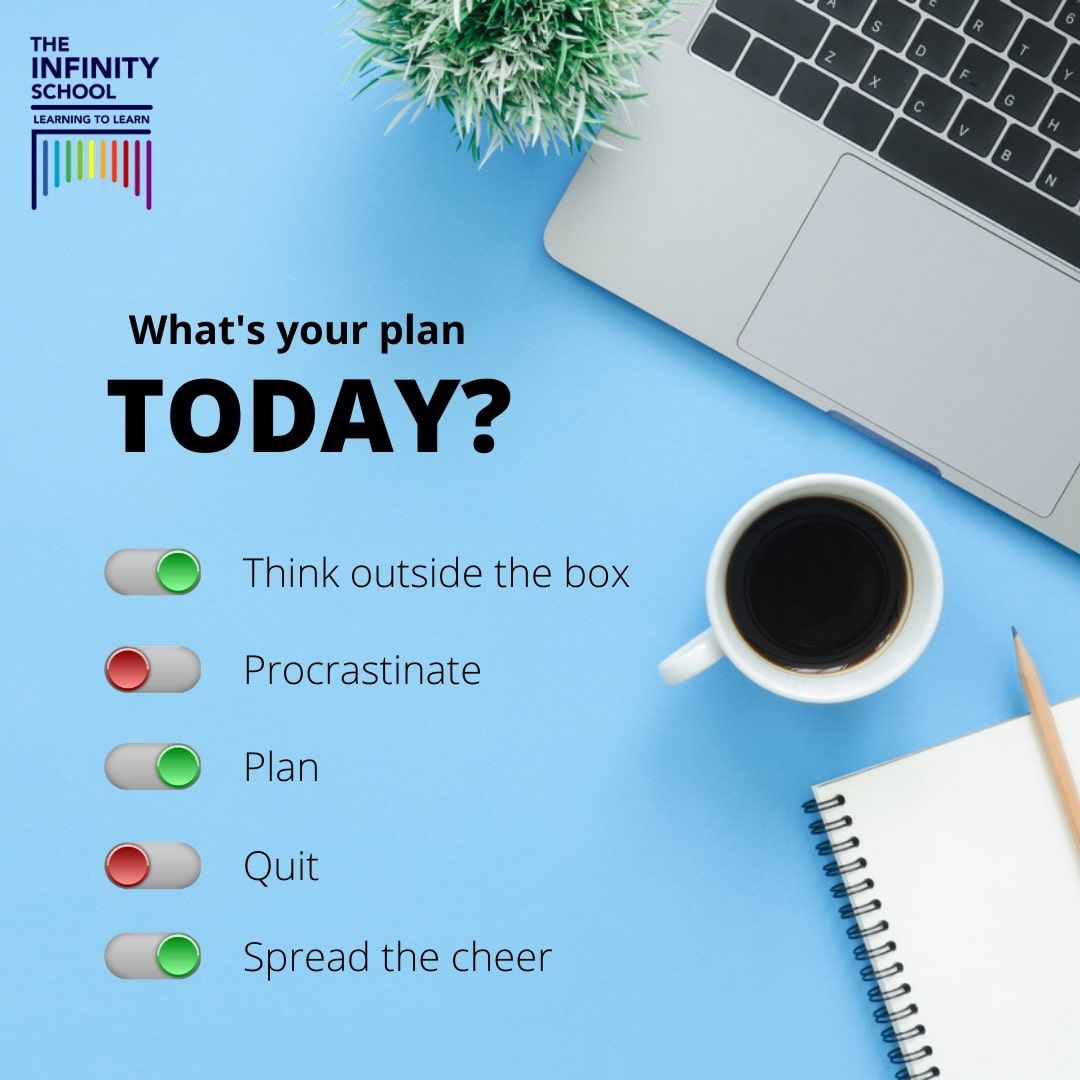 THE
INFINITY
SCHOOL
LEARNING TO LEARN
What's your plan
TODAY?
Think outside the box
Procrastinate
Plan
Quit
Spread the cheer
A S D F G H
E R T Y 6
Z X C V B N